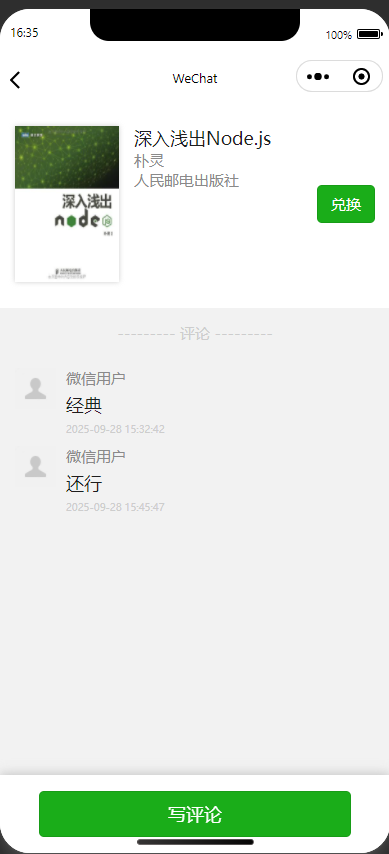 16:35
100%
WeChat
深入浅出Node.js
朴灵
人民邮电出版社
深入浅出
node
JS
兑换
--------- 评论 ---------
微信用户
经典
2025-09-28 15:32:42
微信用户
还行
2025-09-28 15:45:47
写评论